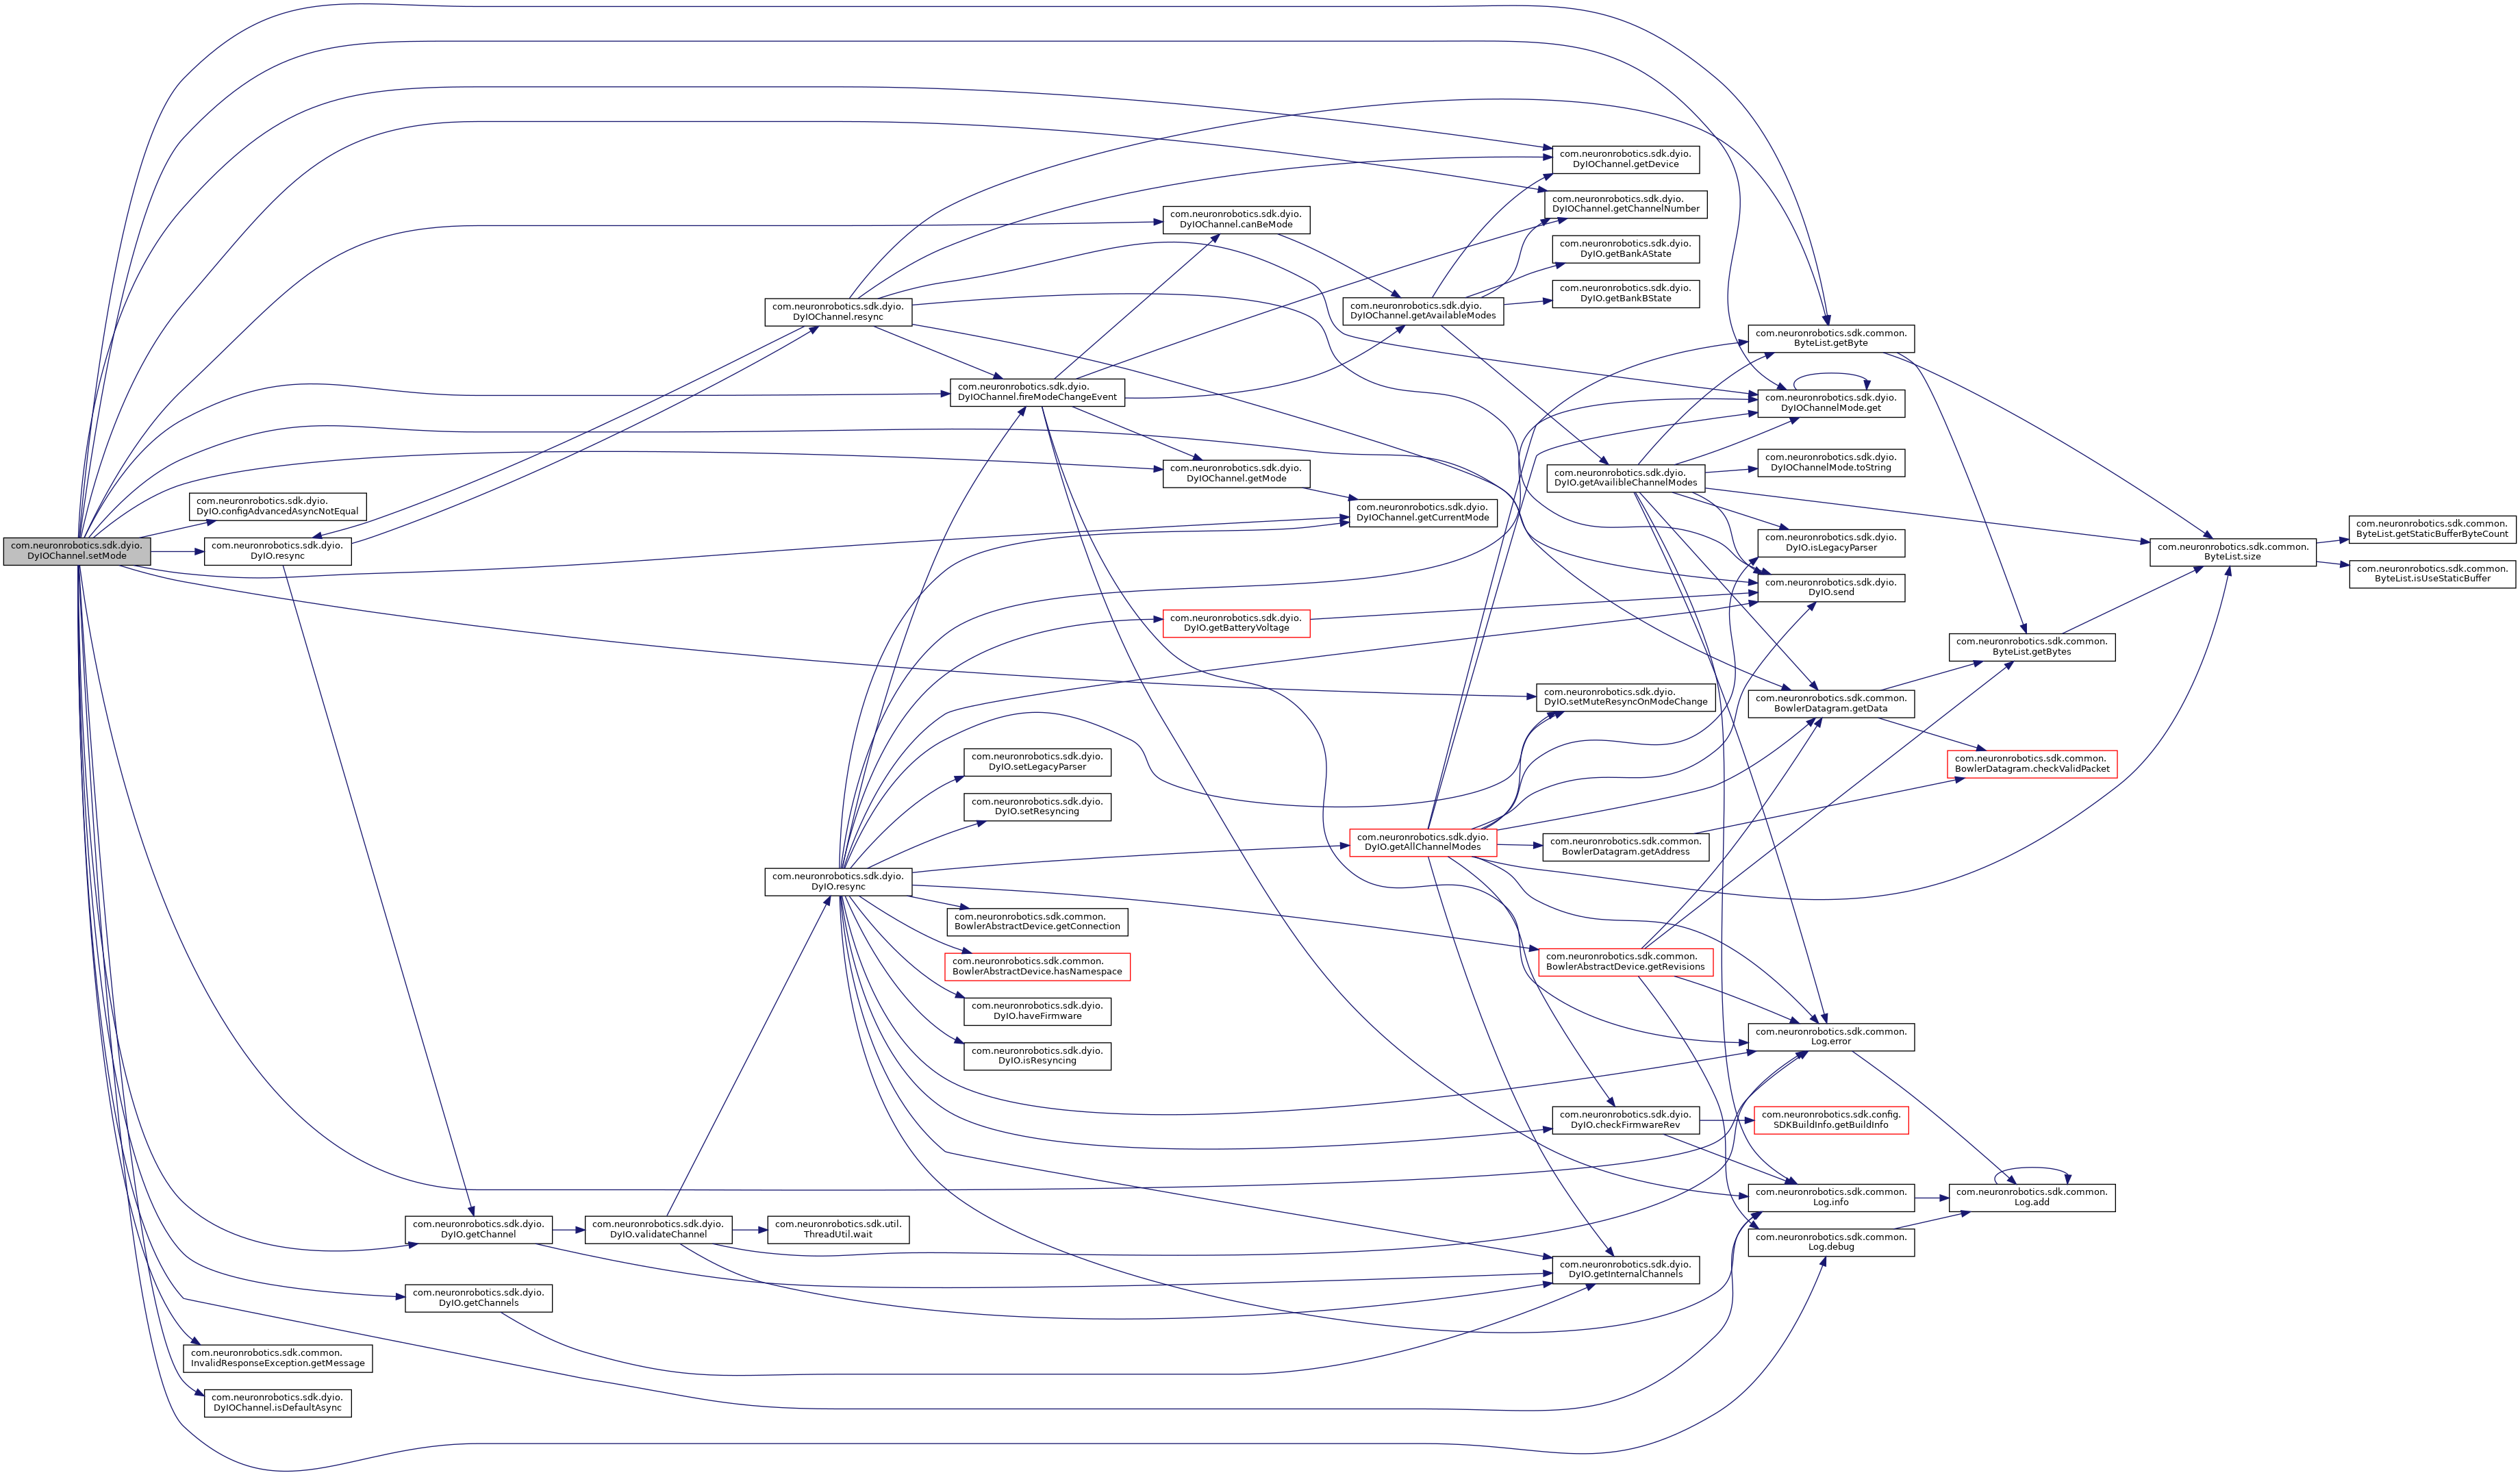 com.neuronrobotics.sdk.dyio.
DyIOChannel.setMode
com.neuronrobotics.sdk.dyio.
DyIO.configAdvancedAsyncNotEqual
com.neuronrobotics.sdk.dyio.
DyIO.resync
com.neuronrobotics.sdk.common.
InvalidResponseException.getMessage
com.neuronrobotics.sdk.dyio.
DyIOChannel.isDefaultAsync
com.neuronrobotics.sdk.dyio.
DyIO.getChannel
com.neuronrobotics.sdk.dyio.
DyIO.getChannels
com.neuronrobotics.sdk.dyio.
DyIO.validateChannel
com.neuronrobotics.sdk.dyio.
DyIOChannel.resync
com.neuronrobotics.sdk.dyio.
DyIO.resync
com.neuronrobotics.sdk.util.
ThreadUtil.wait
com.neuronrobotics.sdk.dyio.
DyIOChannel.fireModeChangeEvent
com.neuronrobotics.sdk.dyio.
DyIO.setLegacyParser
com.neuronrobotics.sdk.dyio.
DyIO.setResyncing
com.neuronrobotics.sdk.common.
BowlerAbstractDevice.getConnection
com.neuronrobotics.sdk.common.
BowlerAbstractDevice.hasNamespace
com.neuronrobotics.sdk.dyio.
DyIO.haveFirmware
com.neuronrobotics.sdk.dyio.
DyIO.isResyncing
com.neuronrobotics.sdk.dyio.
DyIOChannel.canBeMode
com.neuronrobotics.sdk.dyio.
DyIOChannel.getMode
com.neuronrobotics.sdk.dyio.
DyIO.getBatteryVoltage
com.neuronrobotics.sdk.dyio.
DyIOChannel.getAvailableModes
com.neuronrobotics.sdk.dyio.
DyIOChannel.getCurrentMode
com.neuronrobotics.sdk.dyio.
DyIO.getAllChannelModes
com.neuronrobotics.sdk.dyio.
DyIOChannel.getDevice
com.neuronrobotics.sdk.dyio.
DyIOChannel.getChannelNumber
com.neuronrobotics.sdk.dyio.
DyIO.getBankAState
com.neuronrobotics.sdk.dyio.
DyIO.getBankBState
com.neuronrobotics.sdk.dyio.
DyIO.getAvailibleChannelModes
com.neuronrobotics.sdk.dyio.
DyIO.setMuteResyncOnModeChange
com.neuronrobotics.sdk.common.
BowlerDatagram.getAddress
com.neuronrobotics.sdk.common.
BowlerAbstractDevice.getRevisions
com.neuronrobotics.sdk.dyio.
DyIO.checkFirmwareRev
com.neuronrobotics.sdk.dyio.
DyIO.getInternalChannels
com.neuronrobotics.sdk.common.
ByteList.getByte
com.neuronrobotics.sdk.dyio.
DyIOChannelMode.get
com.neuronrobotics.sdk.dyio.
DyIOChannelMode.toString
com.neuronrobotics.sdk.dyio.
DyIO.isLegacyParser
com.neuronrobotics.sdk.dyio.
DyIO.send
com.neuronrobotics.sdk.common.
BowlerDatagram.getData
com.neuronrobotics.sdk.common.
Log.error
com.neuronrobotics.sdk.config.
SDKBuildInfo.getBuildInfo
com.neuronrobotics.sdk.common.
Log.info
com.neuronrobotics.sdk.common.
Log.debug
com.neuronrobotics.sdk.common.
ByteList.getBytes
com.neuronrobotics.sdk.common.
BowlerDatagram.checkValidPacket
com.neuronrobotics.sdk.common.
Log.add
com.neuronrobotics.sdk.common.
ByteList.size
com.neuronrobotics.sdk.common.
ByteList.getStaticBufferByteCount
com.neuronrobotics.sdk.common.
ByteList.isUseStaticBuffer